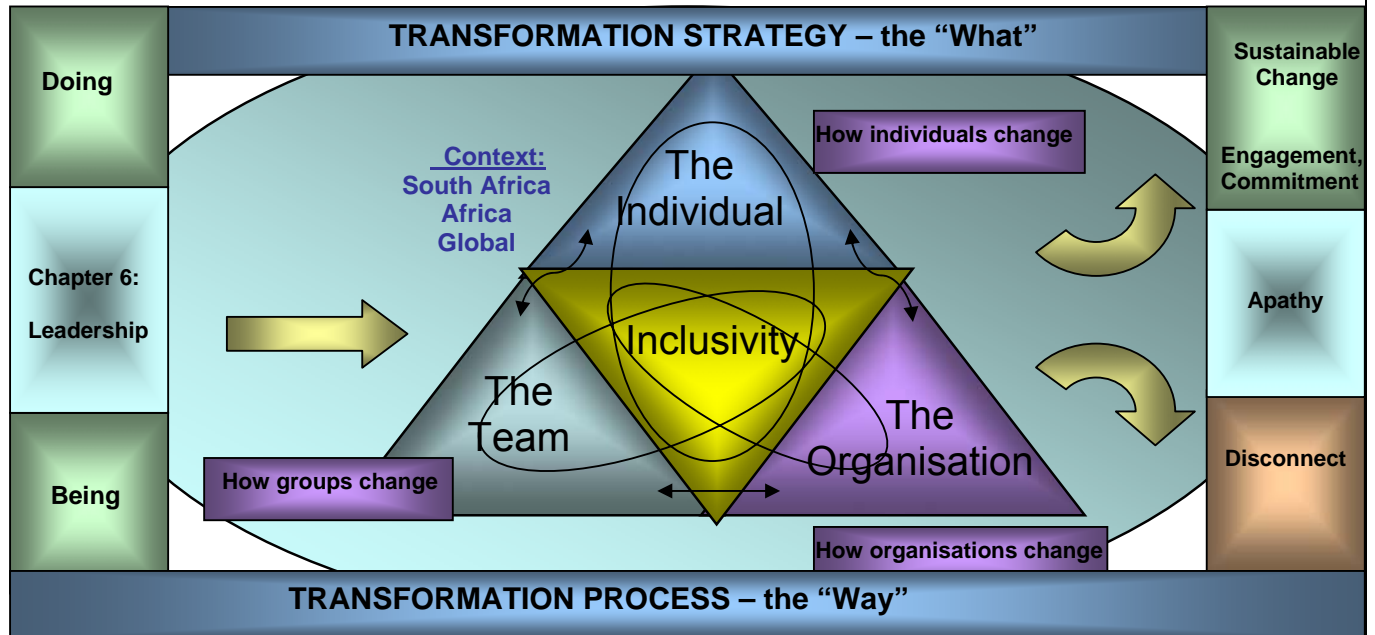 TRANSFORMATION STRATEGY – the “What”
Doing
Chapter 6:
Leadership
Being
Context:
South Africa
Africa
Global
The
Individual
Inclusivity
The
Team
The
Organisation
How individuals change
How groups change
How organisations change
Sustainable
Change
Engagement,
Commitment
Apathy
Disconnect
TRANSFORMATION PROCESS – the “Way”